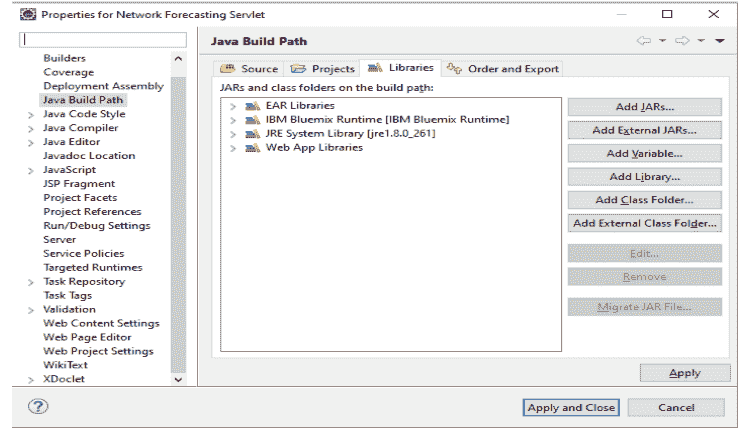 Properties for Network Forecasting Servlet
Java Build Path
Builders
Coverage
Deployment Assembly
Java Build Path
Java Code Style
Java Compiler
Java Editor
Javadoc Location
JavaScript
JSP Fragment
Project Facets
Project References
Run/Debug Settings
Server
Service Policies
Targeted Runtimes
Task Repository
Task Tags
Validation
Web Content Settings
Web Page Editor
Web Project Settings
WikiText
XDoclet
Source Projects Libraries Order and Export
JARs and class folders on the build path:
EAR Libraries
IBM Bluemix Runtime [IBM Bluemix Runtime]
JRE System Library [jre1.8.0_261]
Web App Libraries
Add JARs...
Add External JARs...
Add Variable...
Add Library...
Add Class Folder...
Add External Class Folder...
Edit...
Remove
Migrate JAR File...
Apply
Apply and Close Cancel